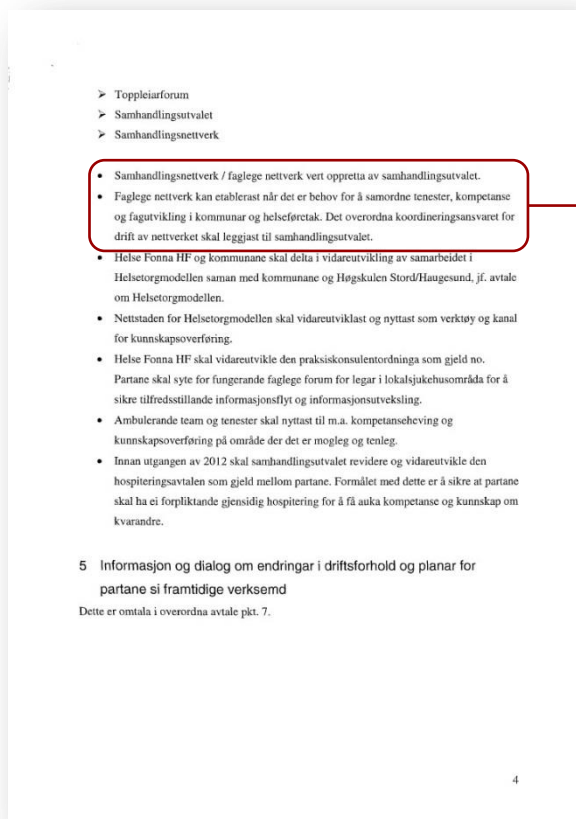 ➢ Toppleiarforum
➢ Samhandlingsutvalet
➢ Samhandlingsnettverk
• Samhandlingsnettverk / faglege nettverk vert oppretta av samhandlingsutvalet.
• Faglege nettverk kan etablerast når det er behov for å samordne tenester, kompetanse
og fagutvikling i kommunar og helseføretak. Det overordna koordineringsansvaret for
drift av nettverket skal leggjast til samhandlingsutvalet.
• Helse Fonna HF og kommunane skal delta i vidareutvikling av samarbeidet i
Helsetorgmodellen saman med kommunane og Høgskulen Stord/Haugesund, jf. avtale
om Helsetorgmodellen.
• Nettstaden for Helsetorgmodellen skal vidareutviklast og nyttast som verktøy og kanal
for kunnskapsoverføring.
• Helse Fonna HF skal vidareutvikle den praksiskonsulentordninga som gjeld no.
Partane skal syte for fungerande faglege forum for legar i lokalsjukehusområda for å
sikre tilfredsstillande informasjonsflyt og informasjonsutveksling.
• Ambulerande team og tenester skal nyttast til m.a. kompetanseheving og
kunnskapsoverføring på område der det er mogleg og tenleg.
• Innan utgangen av 2012 skal samhandlingsutvalet revidere og vidareutvikle den
hospiteringsavtalen som gjeld mellom partane. Formålet med dette er å sikre at partane
skal ha ei forpliktande gjensidig hospitering for å få auka kompetanse og kunnskap om
kvarandre.
5 Informasjon og dialog om endringar i driftsforhold og planar for
partane si framtidige verksemd
Dette er omtala i overordna avtale pkt. 7.
4